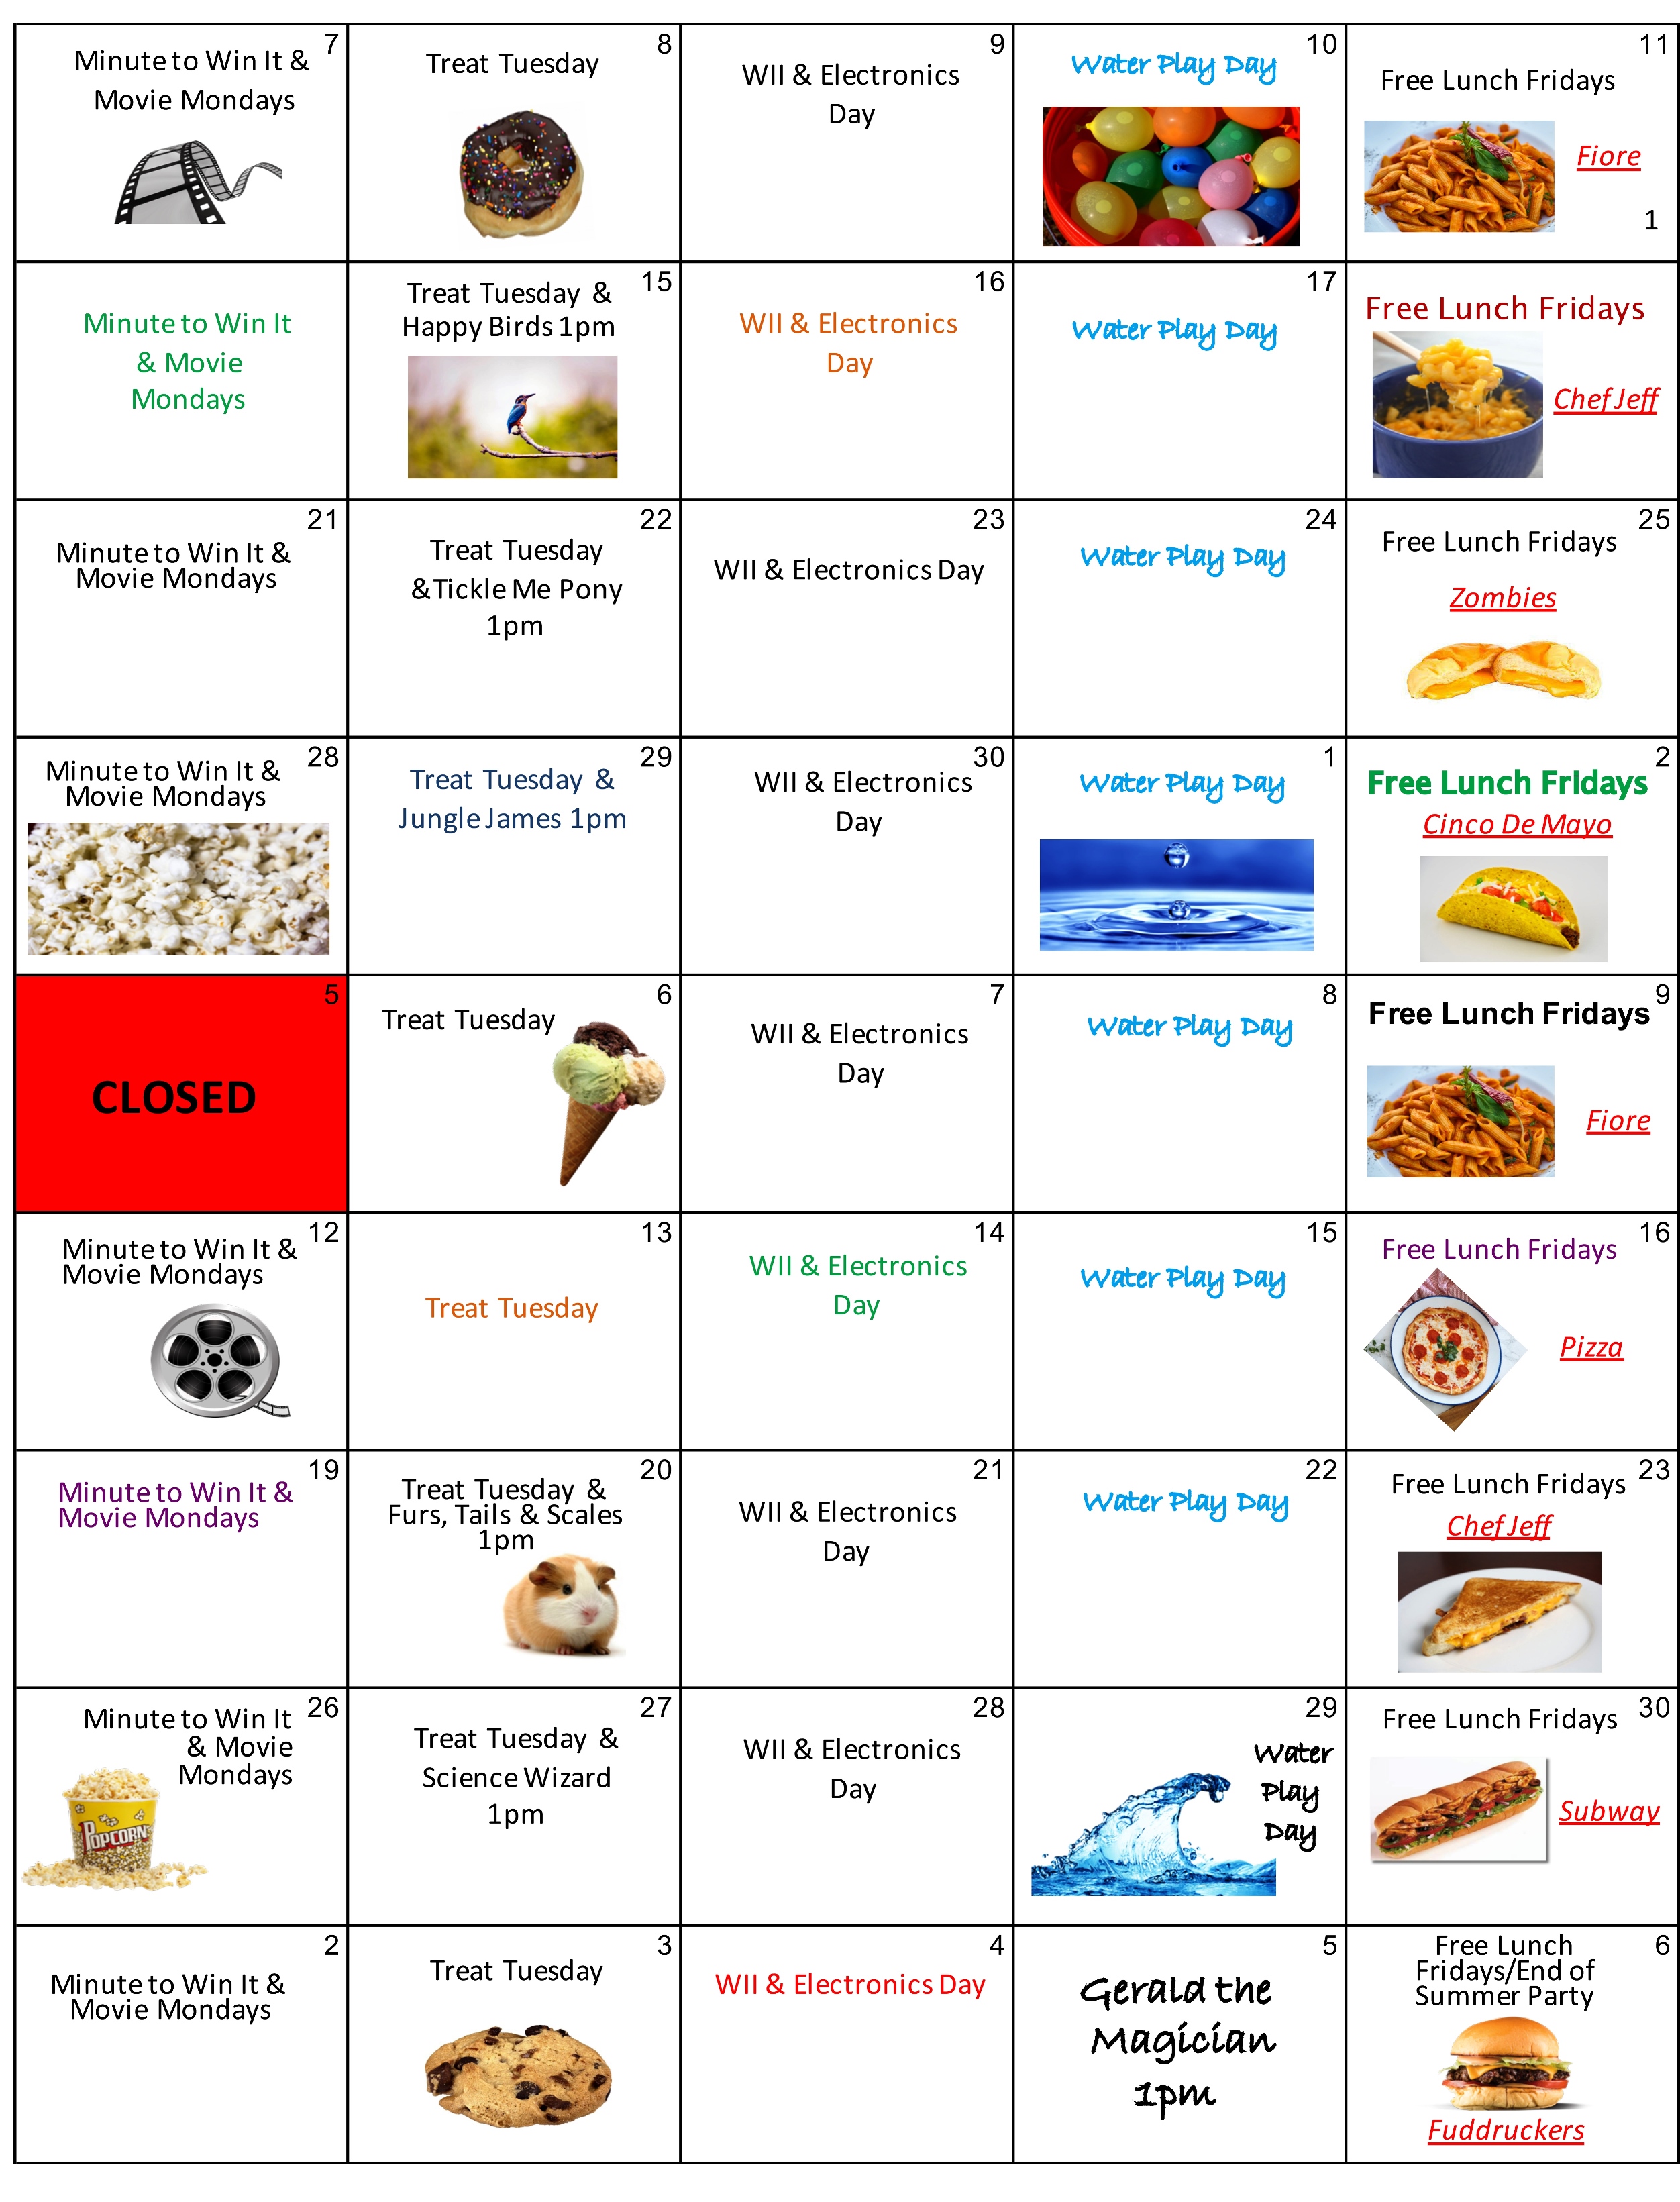 7
Minute to Win It &
Movie Mondays
8
Treat Tuesday
9
WII & Electronics
Day
10
Water Play Day
11
Free Lunch Fridays
Fiore
1
Minute to Win It
& Movie
Mondays
15
Treat Tuesday &
Happy Birds 1pm
16
WII & Electronics
Day
17
Water Play Day
Free Lunch Fridays
Chef Jeff
21
Minute to Win It &
Movie Mondays
22
Treat Tuesday
&Tickle Me Pony
1pm
23
WII & Electronics Day
24
Water Play Day
25
Free Lunch Fridays
Zombies
28
Minute to Win It &
Movie Mondays
29
Treat Tuesday &
Jungle James 1pm
30
WII & Electronics
Day
1
Water Play Day
2
Free Lunch Fridays
Cinco De Mayo
5
CLOSED
6
Treat Tuesday
7
WII & Electronics
Day
8
Water Play Day
9
Free Lunch Fridays
Fiore
12
Minute to Win It &
Movie Mondays
13
Treat Tuesday
14
WII & Electronics
Day
15
Water Play Day
16
Free Lunch Fridays
Pizza
19
Minute to Win It &
Movie Mondays
20
Treat Tuesday &
Furs, Tails & Scales
1pm
21
WII & Electronics
Day
22
Water Play Day
23
Free Lunch Fridays
Chef Jeff
26
Minute to Win It
& Movie
Mondays
POPCORN
27
Treat Tuesday &
Science Wizard
1pm
28
WII & Electronics
Day
29
Water
Play
Day
30
Free Lunch Fridays
Subway
2
Minute to Win It &
Movie Mondays
3
Treat Tuesday
4
WII & Electronics Day
5
Gerald the
Magician
1pm
6
Free Lunch
Fridays/End of
Summer Party
Fuddruckers